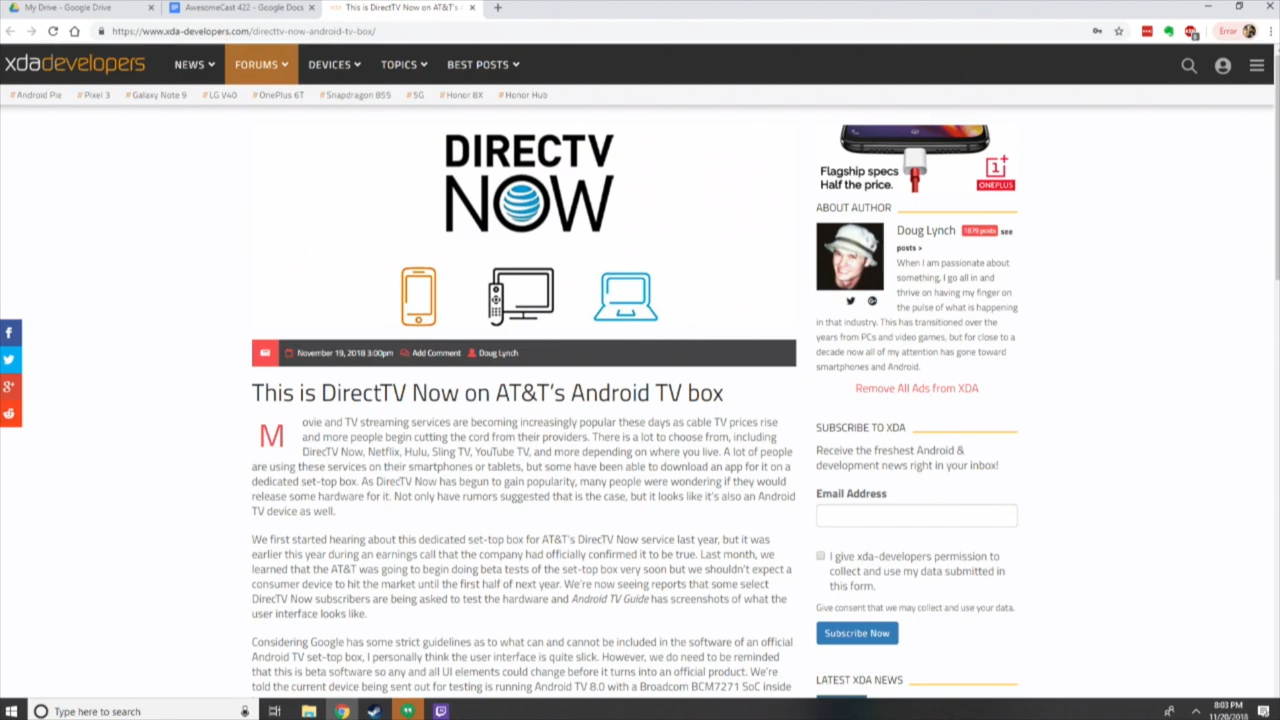 My Drive - Google Drive
AwesomeCast 422 - Google Docs
This is DirectTV Now on AT&T's A
https://www.xda-developers.com/directtv-now-android-tv-box/
Error
xdadevelopers
NEWS
FORUMS
DEVICES
TOPICS
BEST POSTS
#Android Pie
#Pixel 3
#Galaxy Note 9
#LG V40
#OnePlus 6T
#Snapdragon 855
#5G
#Honor 8X
#Honor Hub
DIRECTV
NOW
November 19, 2018 3:00pm
Add Comment
Doug Lynch
This is DirectTV Now on AT&T's Android TV box
Movie and TV streaming services are becoming increasingly popular these days as cable TV prices rise
and more people begin cutting the cord from their providers. There is a lot to choose from, including
DirecTV Now, Netflix, Hulu, Sling TV, YouTube TV, and more depending on where you live. A lot of people
are using these services on their smartphones or tablets, but some have been able to download an app for it on a
dedicated set-top box. As DirecTV Now has begun to gain popularity, many people were wondering if they would
release some hardware for it. Not only have rumors suggested that is the case, but it looks like it's also an Android
TV device as well.
We first started hearing about this dedicated set-top box for AT&T's DirecTV Now service last year, but it was
earlier this year during an earnings call that the company had officially confirmed it to be true. Last month, we
learned that the AT&T was going to begin doing beta tests of the set-top box very soon but we shouldn't expect a
consumer device to hit the market until the first half of next year. We're now seeing reports that some select
DirecTV Now subscribers are being asked to test the hardware and Android TV Guide has screenshots of what the
user interface looks like.
Considering Google has some strict guidelines as to what can and cannot be included in the software of an official
Android TV set-top box, I personally think the user interface is quite slick. However, we do need to be reminded
that this is beta software so any and all UI elements could change before it turns into an official product. We're
told the current device being sent out for testing is running Android TV 8.0 with a Broadcom BCM7271 SoC inside
Flagship specs
Half the price.
1+
ONEPLUS
ABOUT AUTHOR
Doug Lynch 1879 posts see
posts >
When I am passionate about
something, I go all in and
thrive on having my finger on
the pulse of what is happening
in that industry. This has transitioned over the
years from PCs and video games, but for close to a
decade now all of my attention has gone toward
smartphones and Android.
Remove All Ads from XDA
SUBSCRIBE TO XDA
Receive the freshest Android &
development news right in your inbox!
Email Address
I give xda-developers permission to
collect and use my data submitted in
this form.
Give consent that we may collect and use your data.
Subscribe Now
LATEST XDA NEWS
Type here to search
8:03 PM
11/20/2018